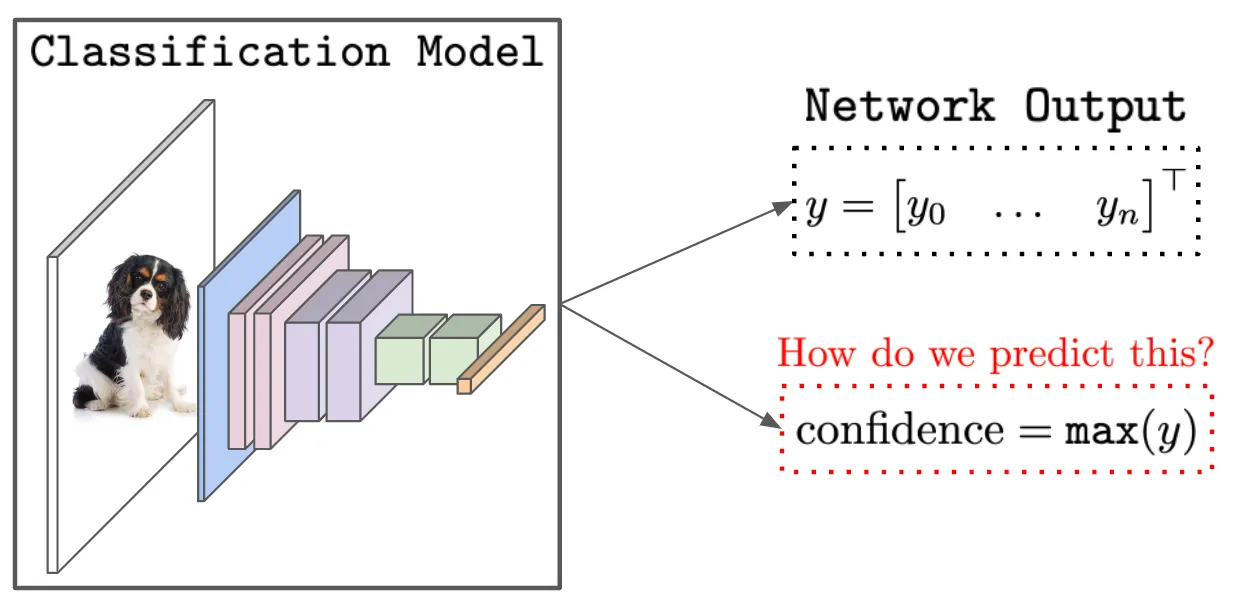 Classification Model
Network Output
y = [y₀ ... yₙ]^⊤
How do we predict this?
confidence = max(y)